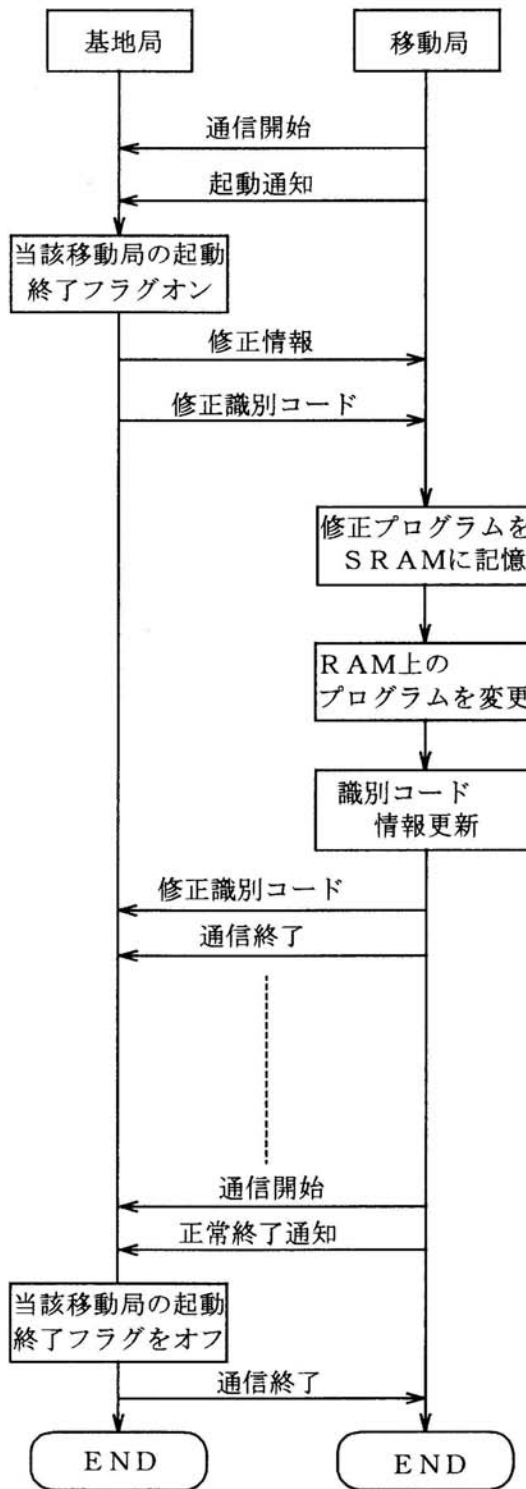 基地局
移動局
通信開始
起動通知
当該移動局の起動
終了フラグオン
修正情報
修正識別コード
修正プログラムを
SRAMに記憶
RAM上の
プログラムを変更
識別コード
情報更新
修正識別コード
通信終了
通信開始
正常終了通知
当該移動局の起動
終了フラグをオフ
通信終了
END
END